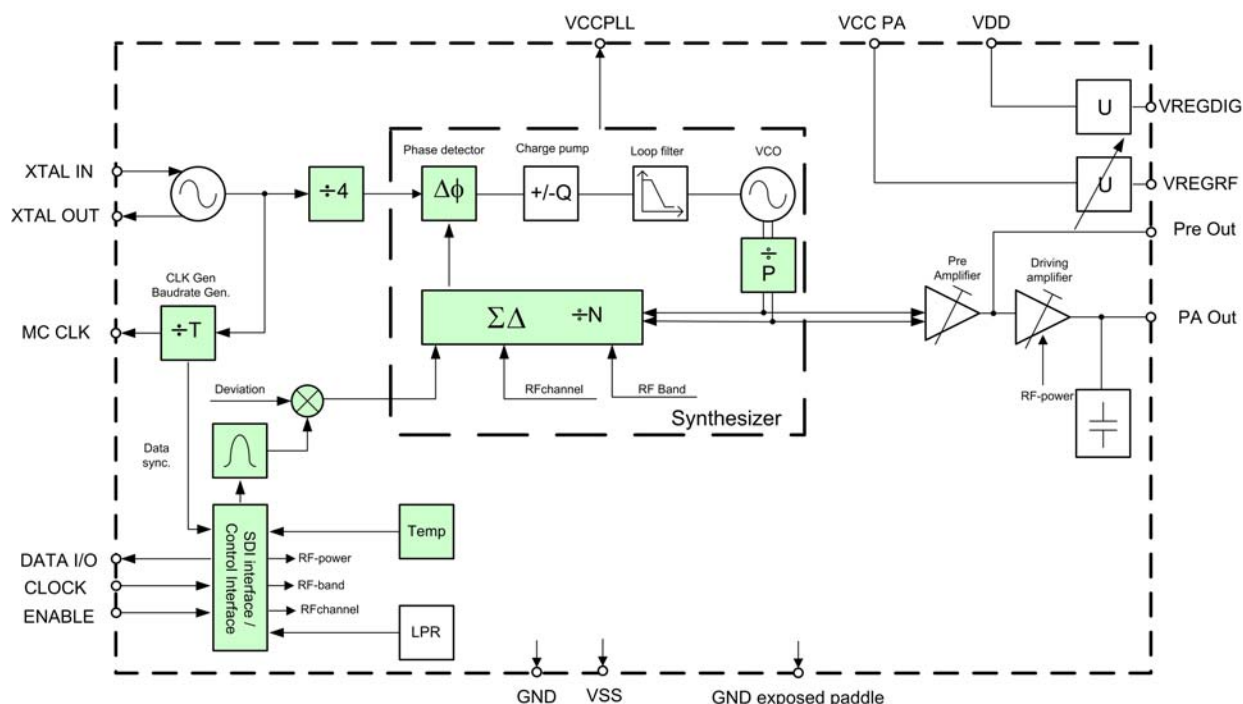 VCCPLL
VCC PA
VDD
U
VREGDIG
Phase detector
Charge pump
Loop filter
VCO
XTAL IN
÷4
Δϕ
+/-Q
U
VREGRF
XTAL OUT
Pre Out
÷
P
Pre
Amplifier
Driving
amplifier
CLK Gen
Baudrate Gen.
ΣΔ ÷N
MC CLK
÷T
PA Out
Deviation
RFchannel
RF Band
RF-power
Synthesizer
Data
sync.
SDI interface /
Control Interface
Temp
DATA I/O
RF-power
CLOCK
RF-band
ENABLE
RFchannel
LPR
GND
VSS
GND exposed paddle